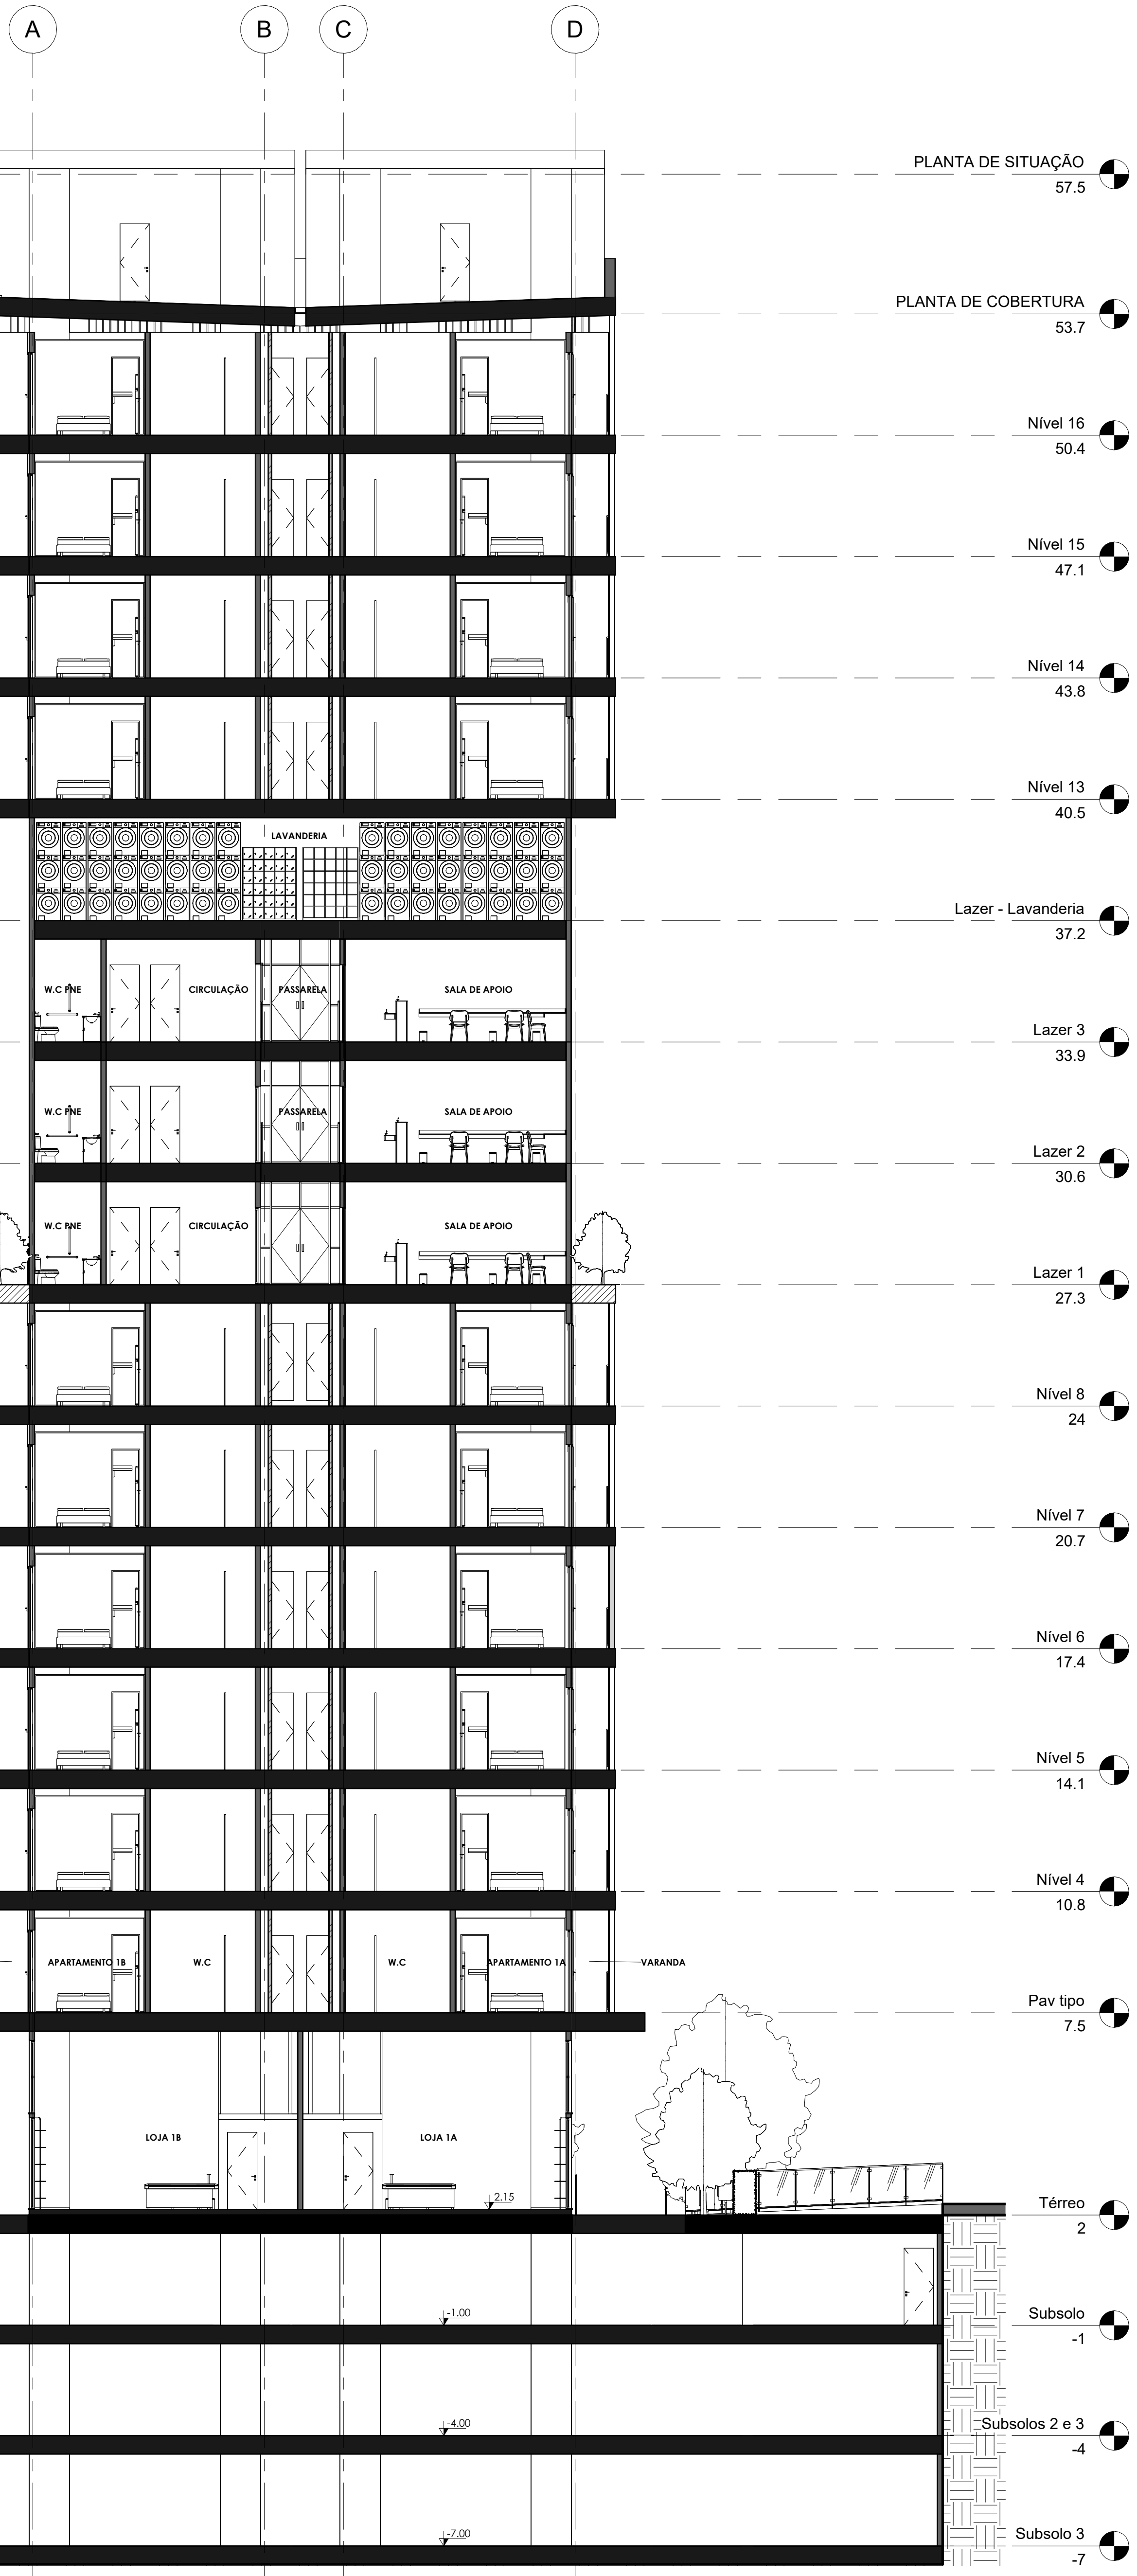 A
B
C
D
PLANTA DE SITUAÇÃO
57.5
PLANTA DE COBERTURA
53.7
Nível 16
50.4
Nível 15
47.1
Nível 14
43.8
Nível 13
40.5
LAVANDERIA
Lazer - Lavanderia
37.2
W.C PNE
CIRCULAÇÃO
PASSARELA
SALA DE APOIO
Lazer 3
33.9
W.C PNE
PASSARELA
SALA DE APOIO
Lazer 2
30.6
W.C PNE
CIRCULAÇÃO
SALA DE APOIO
Lazer 1
27.3
Nível 8
24
Nível 7
20.7
Nível 6
17.4
Nível 5
14.1
Nível 4
10.8
APARTAMENTO 1B
W.C
W.C
APARTAMENTO 1A
VARANDA
Pav tipo
7.5
LOJA 1B
LOJA 1A
2.15
Térreo
2
-1.00
Subsolo
-1
-4.00
Subsolos 2 e 3
-4
-7.00
Subsolo 3
-7